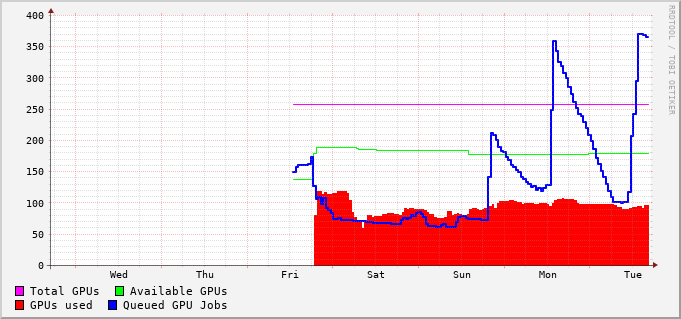 400
350
300
250
200
150
100
50
0
Wed Thu Fri Sat Sun Mon Tue
Total GPUs Available GPUs
GPUs used Queued GPU Jobs
RRDTOOL / TOBI OETIKER